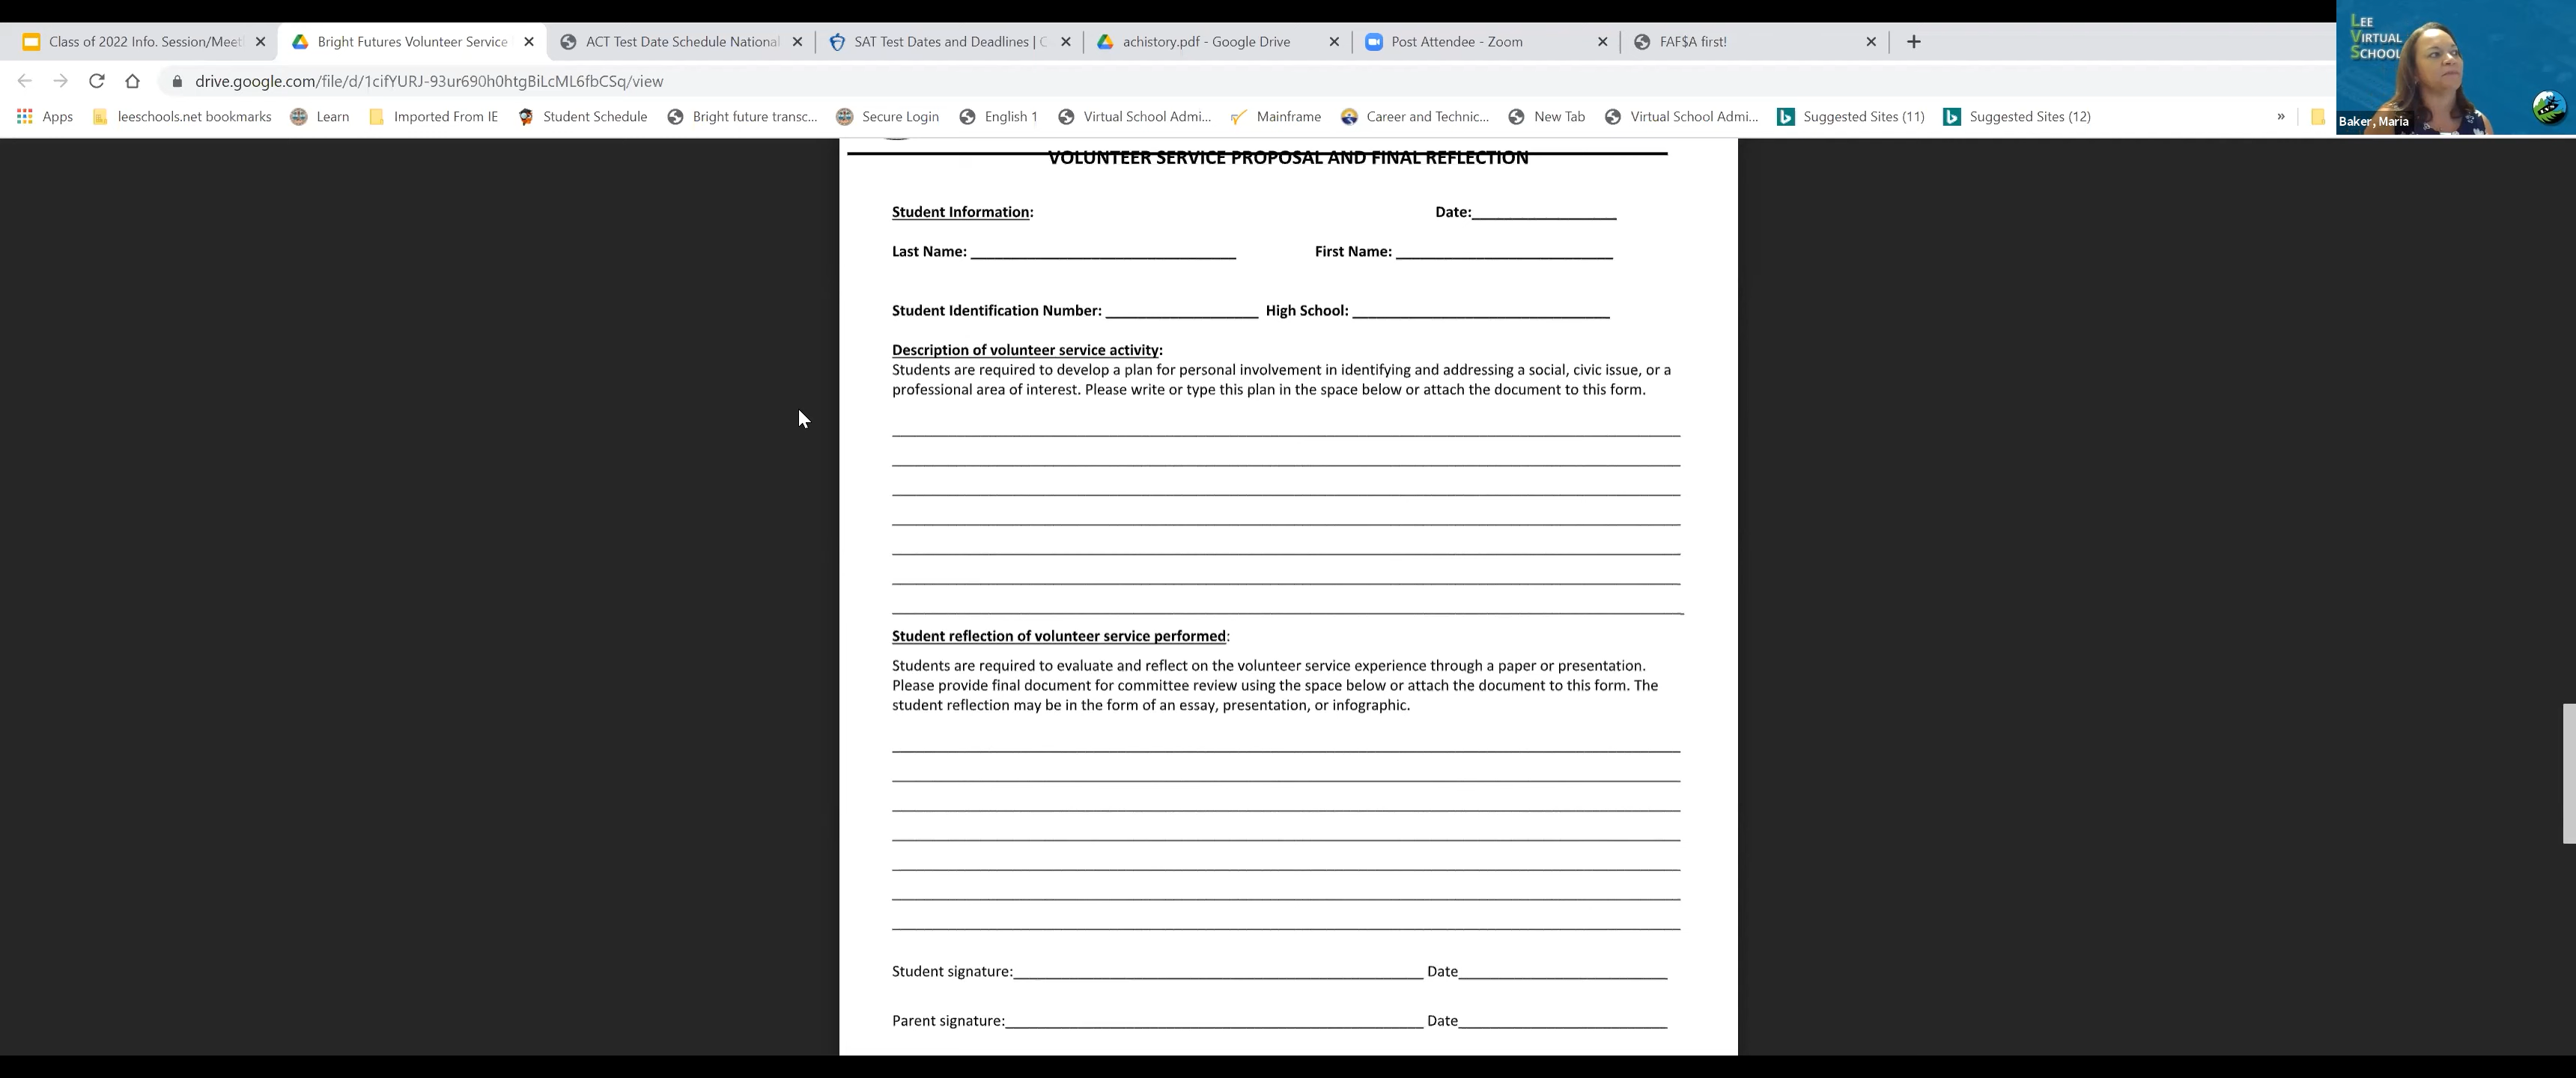 Class of 2022 Info. Session/Meeti
Bright Futures Volunteer Service
ACT Test Date Schedule National
SAT Test Dates and Deadlines | C
achistory.pdf - Google Drive
Post Attendee - Zoom
FAF$A first!
drive.google.com/file/d/1cifYURJ-93ur690h0htgBiLcML6fbCSq/view
Apps
leeschools.net bookmarks
Learn
Imported From IE
Student Schedule
Bright future transc...
Secure Login
English 1
Virtual School Admi...
Mainframe
Career and Technic...
New Tab
Virtual School Admi...
Suggested Sites (11)
Suggested Sites (12)
»
LEE
VIRTUAL
SCHOOL
Baker, Maria
VOLUNTEER SERVICE PROPOSAL AND FINAL REFLECTION
Student Information: Date:
Last Name: First Name:
Student Identification Number: High School:
Description of volunteer service activity:
Students are required to develop a plan for personal involvement in identifying and addressing a social, civic issue, or a
professional area of interest. Please write or type this plan in the space below or attach the document to this form.
Student reflection of volunteer service performed:
Students are required to evaluate and reflect on the volunteer service experience through a paper or presentation.
Please provide final document for committee review using the space below or attach the document to this form. The
student reflection may be in the form of an essay, presentation, or infographic.
Student signature: Date
Parent signature: Date